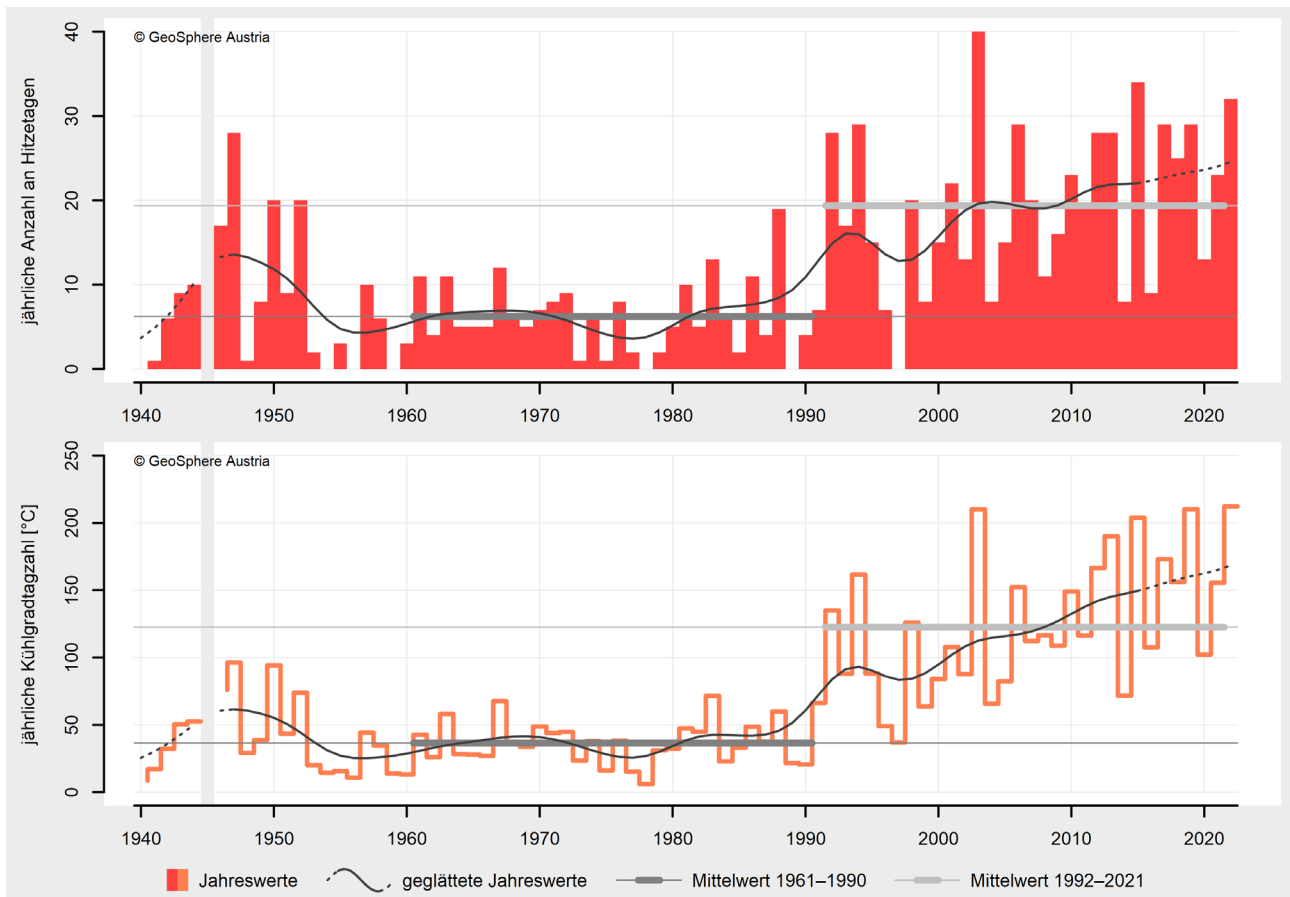 © GeoSphere Austria
jährliche Anzahl an Hitzetagen
40
30
20
10
0
1940 1950 1960 1970 1980 1990 2000 2010 2020
© GeoSphere Austria
jährliche Kühlgradtagzahl [°C]
250
200
150
100
50
0
1940 1950 1960 1970 1980 1990 2000 2010 2020
Jahreswerte geglättete Jahreswerte Mittelwert 1961–1990 Mittelwert 1992–2021